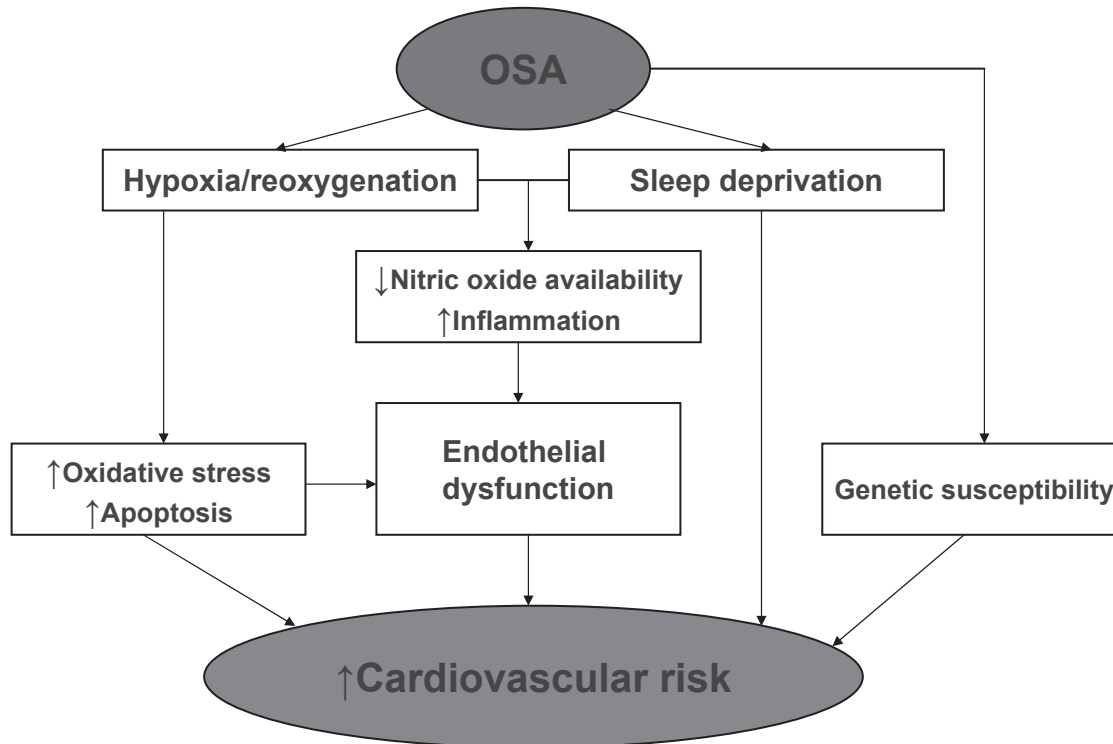 OSA
Hypoxia/reoxygenation
Sleep deprivation
↓Nitric oxide availability
↑Inflammation
↑Oxidative stress
↑Apoptosis
Endothelial
dysfunction
Genetic susceptibility
↑Cardiovascular risk